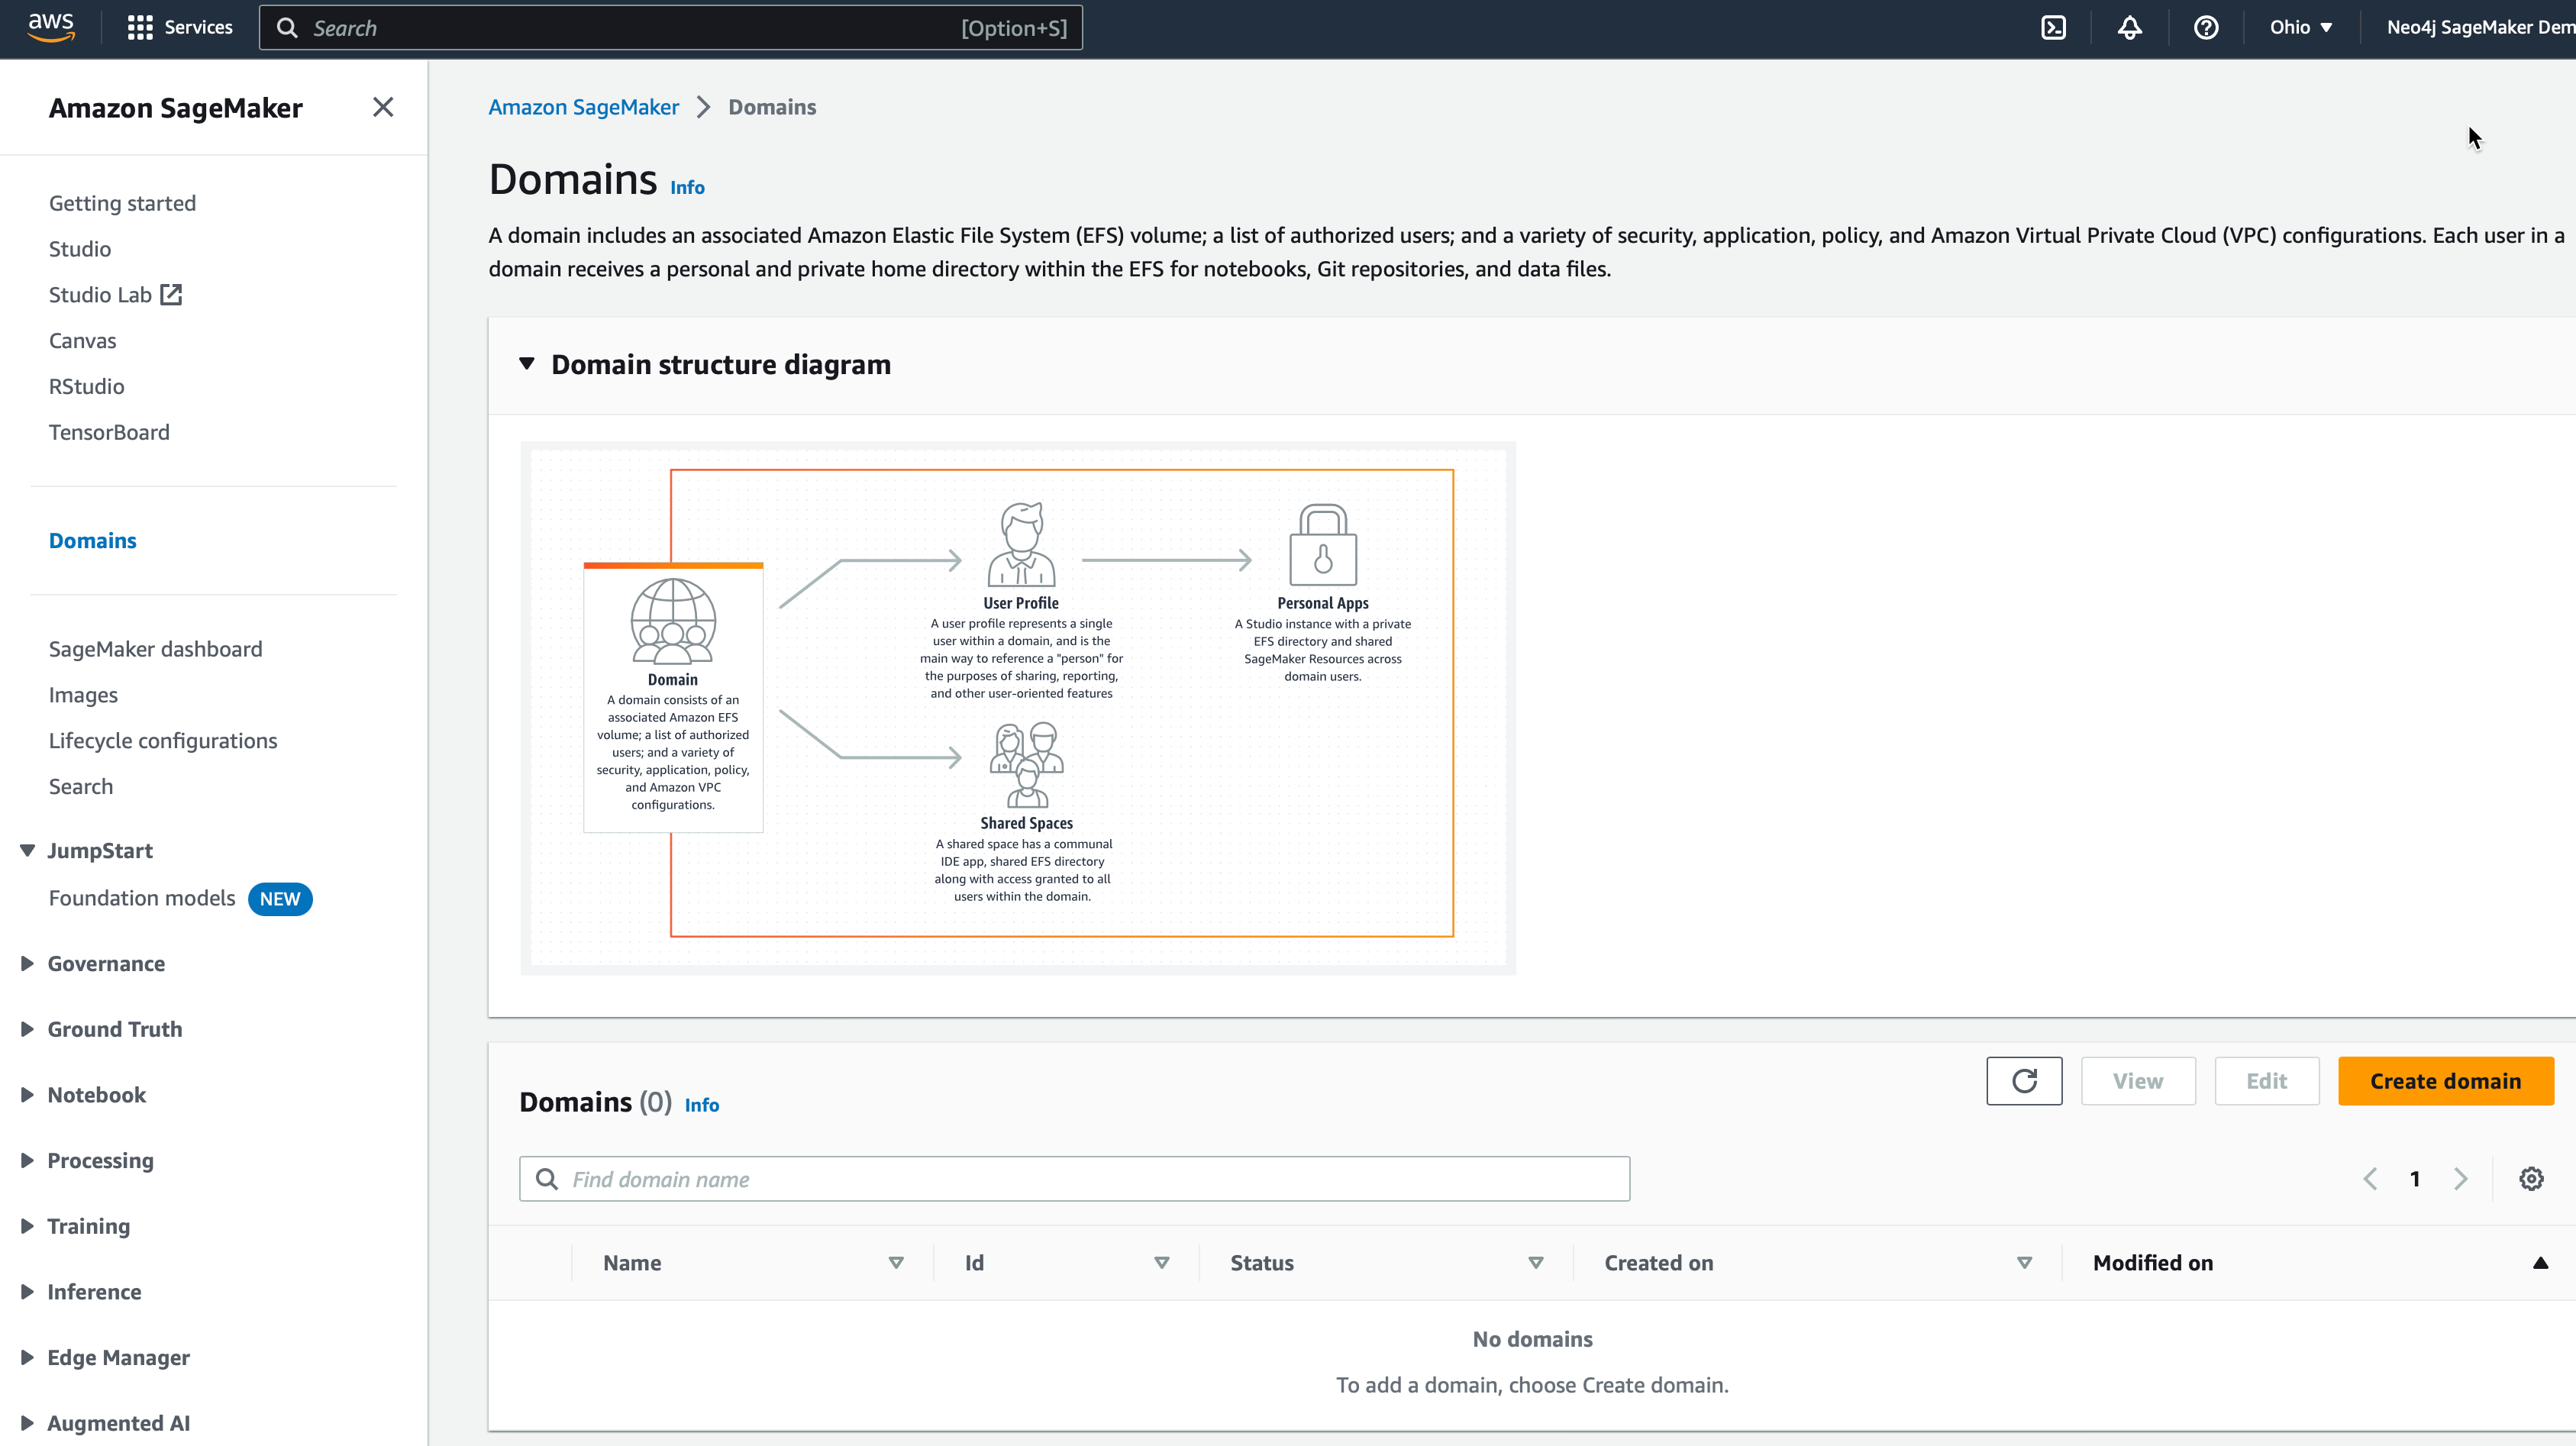 aws
Services
Search
[Option+S]
Ohio
Neo4j SageMaker Dem
Amazon SageMaker
Getting started
Studio
Studio Lab
Canvas
RStudio
TensorBoard
Domains
SageMaker dashboard
Images
Lifecycle configurations
Search
JumpStart
Foundation models NEW
Governance
Ground Truth
Notebook
Processing
Training
Inference
Edge Manager
Augmented AI
Amazon SageMaker > Domains
Domains Info
A domain includes an associated Amazon Elastic File System (EFS) volume; a list of authorized users; and a variety of security, application, policy, and Amazon Virtual Private Cloud (VPC) configurations. Each user in a
domain receives a personal and private home directory within the EFS for notebooks, Git repositories, and data files.
Domain structure diagram
Domain
A domain consists of an
associated Amazon EFS
volume; a list of authorized
users; and a variety of
security, application, policy,
and Amazon VPC
configurations.
User Profile
A user profile represents a single
user within a domain, and is the
main way to reference a "person" for
the purposes of sharing, reporting,
and other user-oriented features
Personal Apps
A Studio instance with a private
EFS directory and shared
SageMaker Resources across
domain users.
Shared Spaces
A shared space has a communal
IDE app, shared EFS directory
along with access granted to all
users within the domain.
Domains (0) Info
View
Edit
Create domain
Find domain name
1
Name
Id
Status
Created on
Modified on
No domains
To add a domain, choose Create domain.